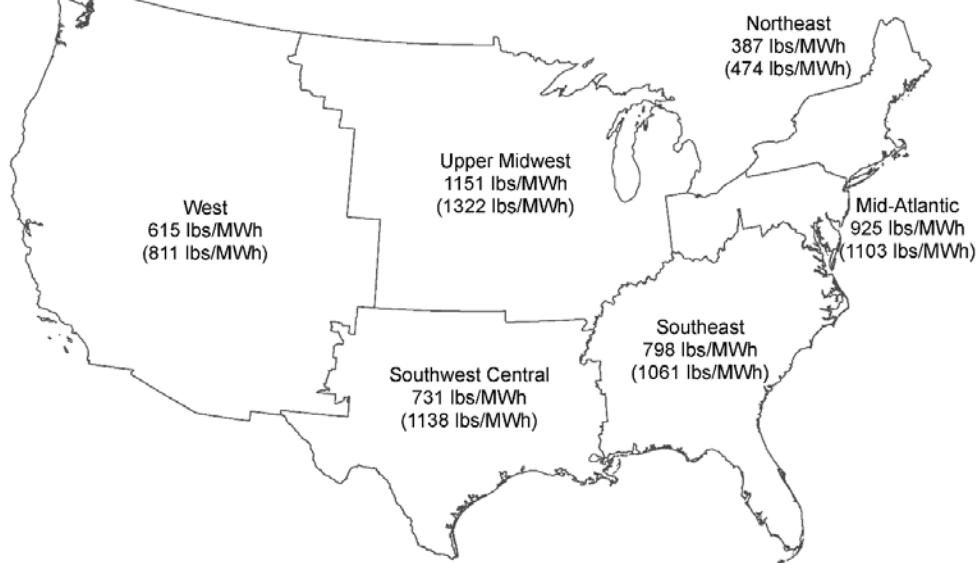 Northeast
387 lbs/MWh
(474 lbs/MWh)
Upper Midwest
1151 lbs/MWh
(1322 lbs/MWh)
West
615 lbs/MWh
(811 lbs/MWh)
Mid-Atlantic
925 lbs/MWh
(1103 lbs/MWh)
Southeast
798 lbs/MWh
(1061 lbs/MWh)
Southwest Central
731 lbs/MWh
(1138 lbs/MWh)